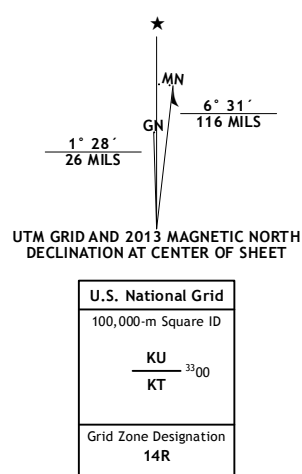 ★
MN
GN
6° 31´
116 MILS
1° 28´
26 MILS
UTM GRID AND 2013 MAGNETIC NORTH
DECLINATION AT CENTER OF SHEET
U.S. National Grid
100,000-m Square ID
KU
³³00
KT
Grid Zone Designation
14R